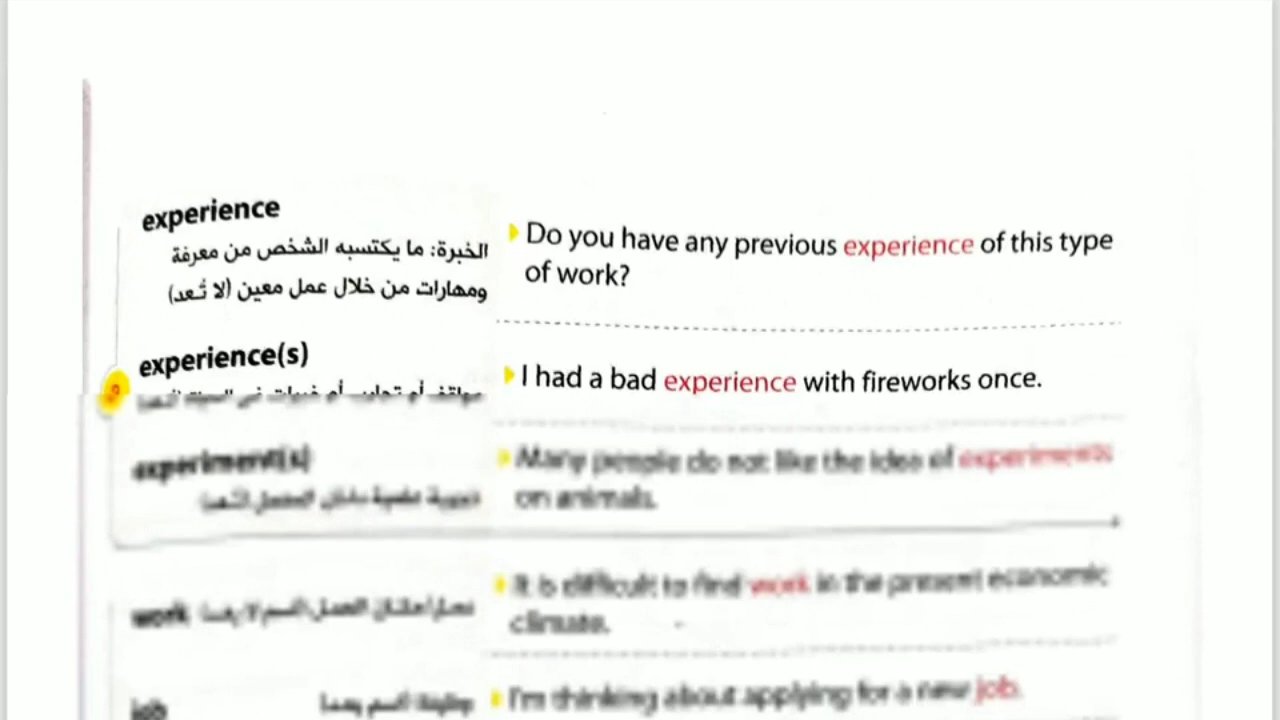 experience
الخبرة: ما يكتسبه الشخص من معرفة
ومهارات من خلال عمل معين (لا تُعد)
Do you have any previous experience of this type
of work?
experience(s)
I had a bad experience with fireworks once.
experiment(s)
Many people do not like the idea of experiments
on animals.
work
It is difficult to find work in the present economic
climate.
job
I'm thinking about applying for a new job.